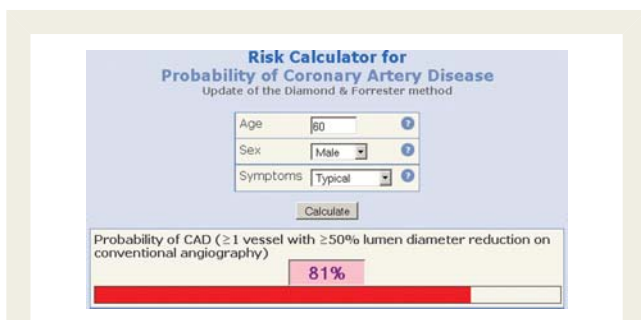 Risk Calculator for
Probability of Coronary Artery Disease
Update of the Diamond & Forrester method
Age 60 ?
Sex Male ?
Symptoms Typical ?
Calculate
Probability of CAD (≥1 vessel with ≥50% lumen diameter reduction on
conventional angiography)
81%